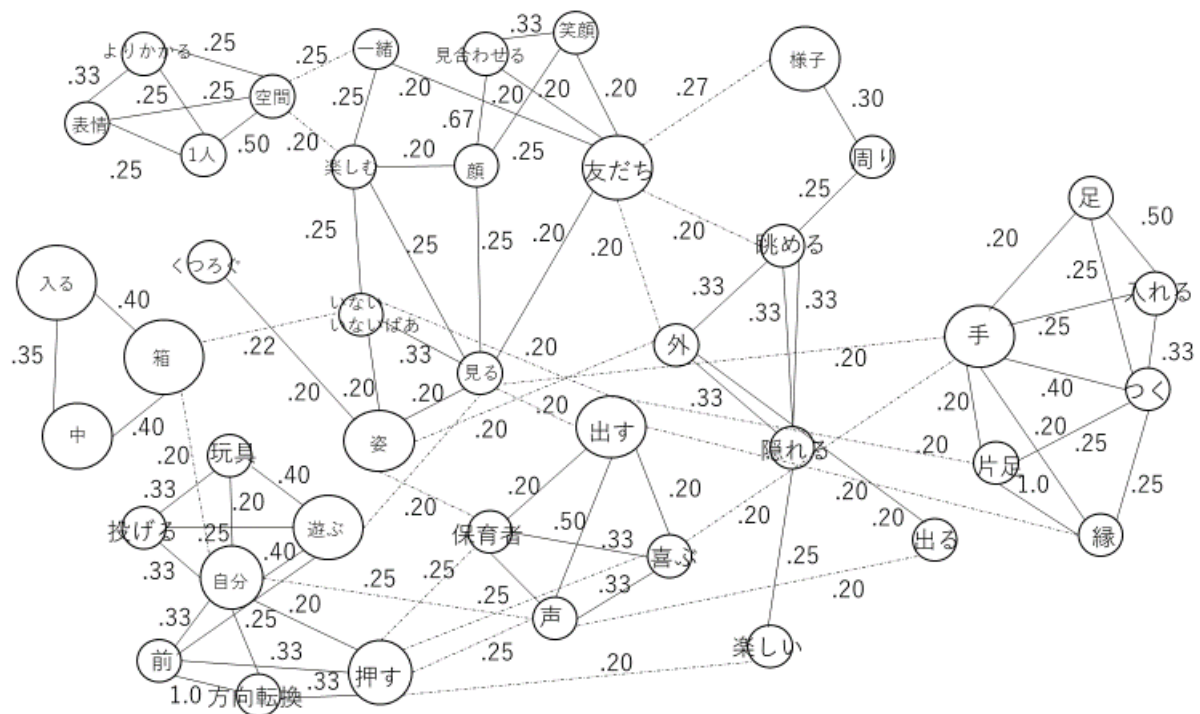 よりかかる
.25
.33
.25
.25
表情
空間
1人
.50
.25
.25
一緒
.25
.20
.20
楽しむ
見合わせる
.33
笑顔
.20
.20
.20
.67
.20
顔
.25
友だち
.27
様子
.30
周り
.25
眺める
.20
.20
.20
.25
.25
.25
入る
.40
.35
箱
中
.40
くつろぐ
.22
.20
いない
いないばあ
.33
.20
.20
見る
.20
姿
.20
.20
.20
外
.33
.33
.33
.33
.20
足
.50
.20
.25
入れる
手
.25
.33
.40
つく
.20
.20
.25
片足
1.0
.25
縁
.20
出す
隠れる
.20
.20
出る
.20
.25
.20
楽しい
.20
玩具
.40
.33
.20
投げる
.25
遊ぶ
.33
.40
自分
.25
.20
.25
.33
前
.33
1.0
方向転換
.33
押す
.20
.20
保育者
.20
.50
.20
.33
喜ぶ
.33
.25
.25
声
.25